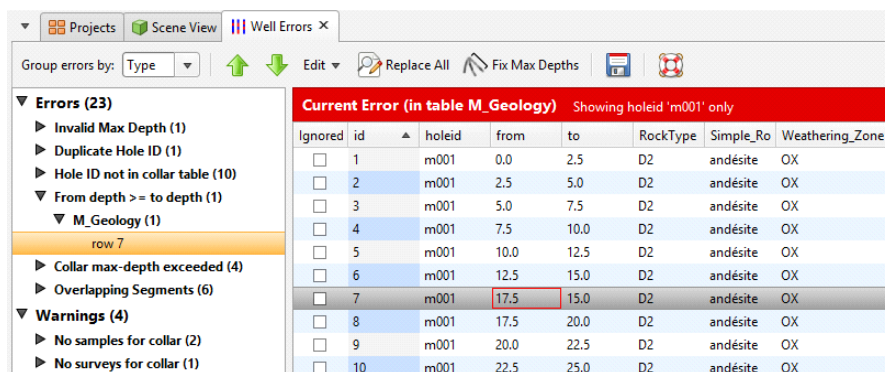 Projects Scene View Well Errors
Group errors by: Type Edit Replace All Fix Max Depths
Errors (23)
Invalid Max Depth (1)
Duplicate Hole ID (1)
Hole ID not in collar table (10)
From depth >= to depth (1)
M_Geology (1)
row 7
Collar max-depth exceeded (4)
Overlapping Segments (6)
Warnings (4)
No samples for collar (2)
No surveys for collar (1)
Current Error (in table M_Geology) Showing holeid 'm001' only
Ignored id holeid from to RockType Simple_Ro Weathering_Zone
1 m001 0.0 2.5 D2 andésite OX
2 m001 2.5 5.0 D2 andésite OX
3 m001 5.0 7.5 D2 andésite OX
4 m001 7.5 10.0 D2 andésite OX
5 m001 10.0 12.5 D2 andésite OX
6 m001 12.5 15.0 D2 andésite OX
7 m001 17.5 15.0 D2 andésite OX
8 m001 17.5 20.0 D2 andésite OX
9 m001 20.0 22.5 D2 andésite OX
10 m001 22.5 25.0 D2 andésite OX